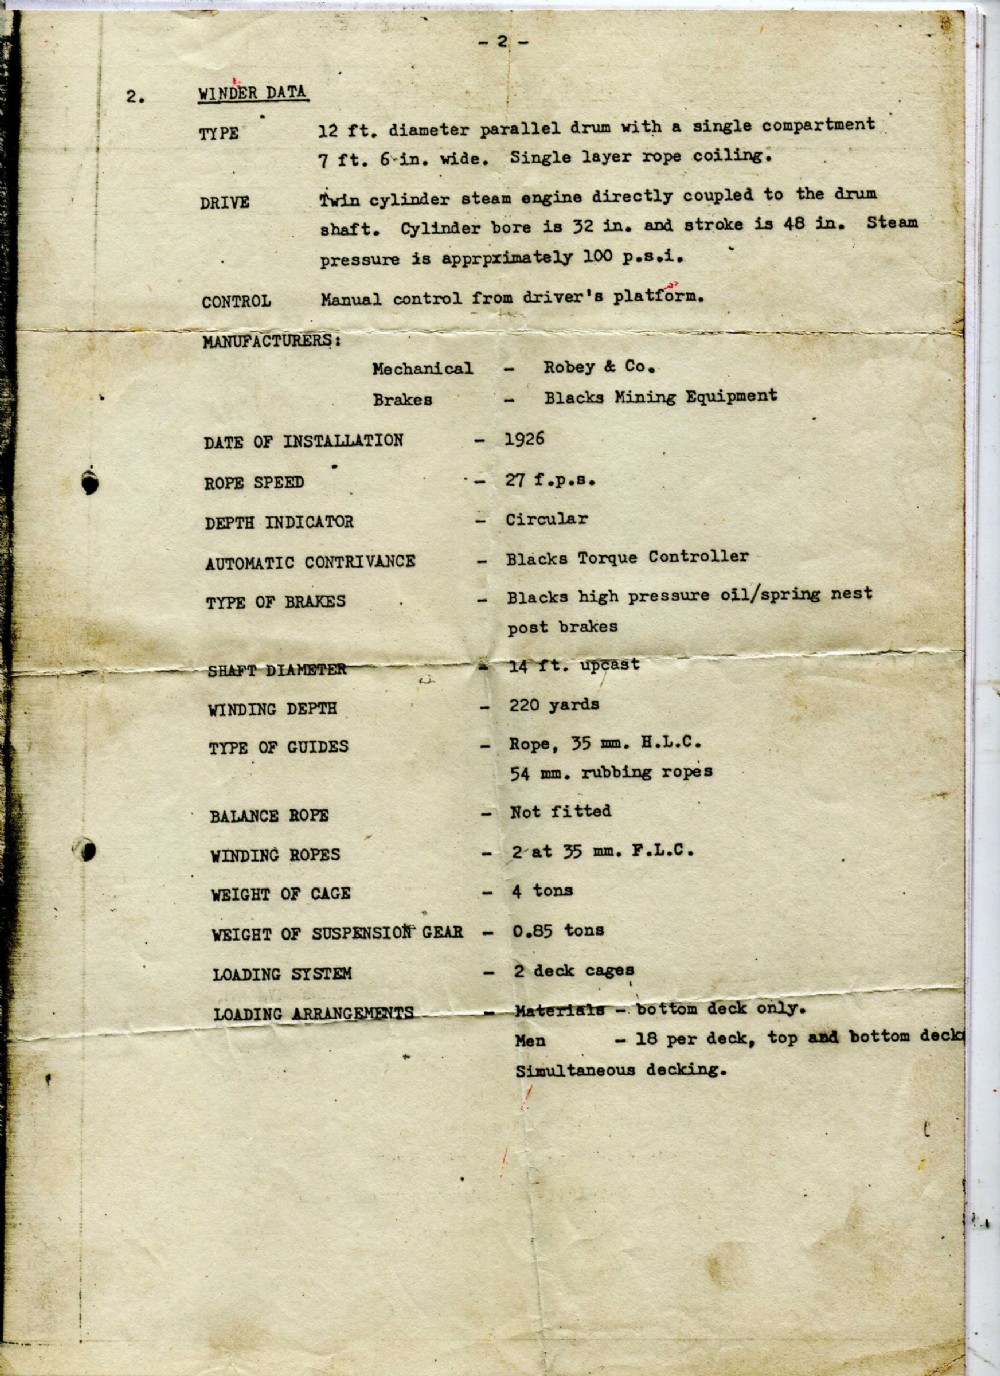 - 2 -
2. WINDER DATA
TYPE 12 ft. diameter parallel drum with a single compartment
7 ft. 6 in. wide. Single layer rope coiling.
DRIVE Twin cylinder steam engine directly coupled to the drum
shaft. Cylinder bore is 32 in. and stroke is 48 in. Steam
pressure is apprpximately 100 p.s.i.
CONTROL Manual control from driver's platform.
MANUFACTURERS:
Mechanical - Robey & Co.
Brakes - Blacks Mining Equipment
DATE OF INSTALLATION - 1926
ROPE SPEED - 27 f.p.s.
DEPTH INDICATOR - Circular
AUTOMATIC CONTRIVANCE - Blacks Torque Controller
TYPE OF BRAKES - Blacks high pressure oil/spring nest
post brakes
SHAFT DIAMETER - 14 ft. upcast
WINDING DEPTH - 220 yards
TYPE OF GUIDES - Rope, 35 mm. H.L.C.
54 mm. rubbing ropes
BALANCE ROPE - Not fitted
WINDING ROPES - 2 at 35 mm. F.L.C.
WEIGHT OF CAGE - 4 tons
WEIGHT OF SUSPENSION GEAR - 0.85 tons
LOADING SYSTEM - 2 deck cages
LOADING ARRANGEMENTS - Materials - bottom deck only.
Men - 18 per deck, top and bottom deck
Simultaneous decking.